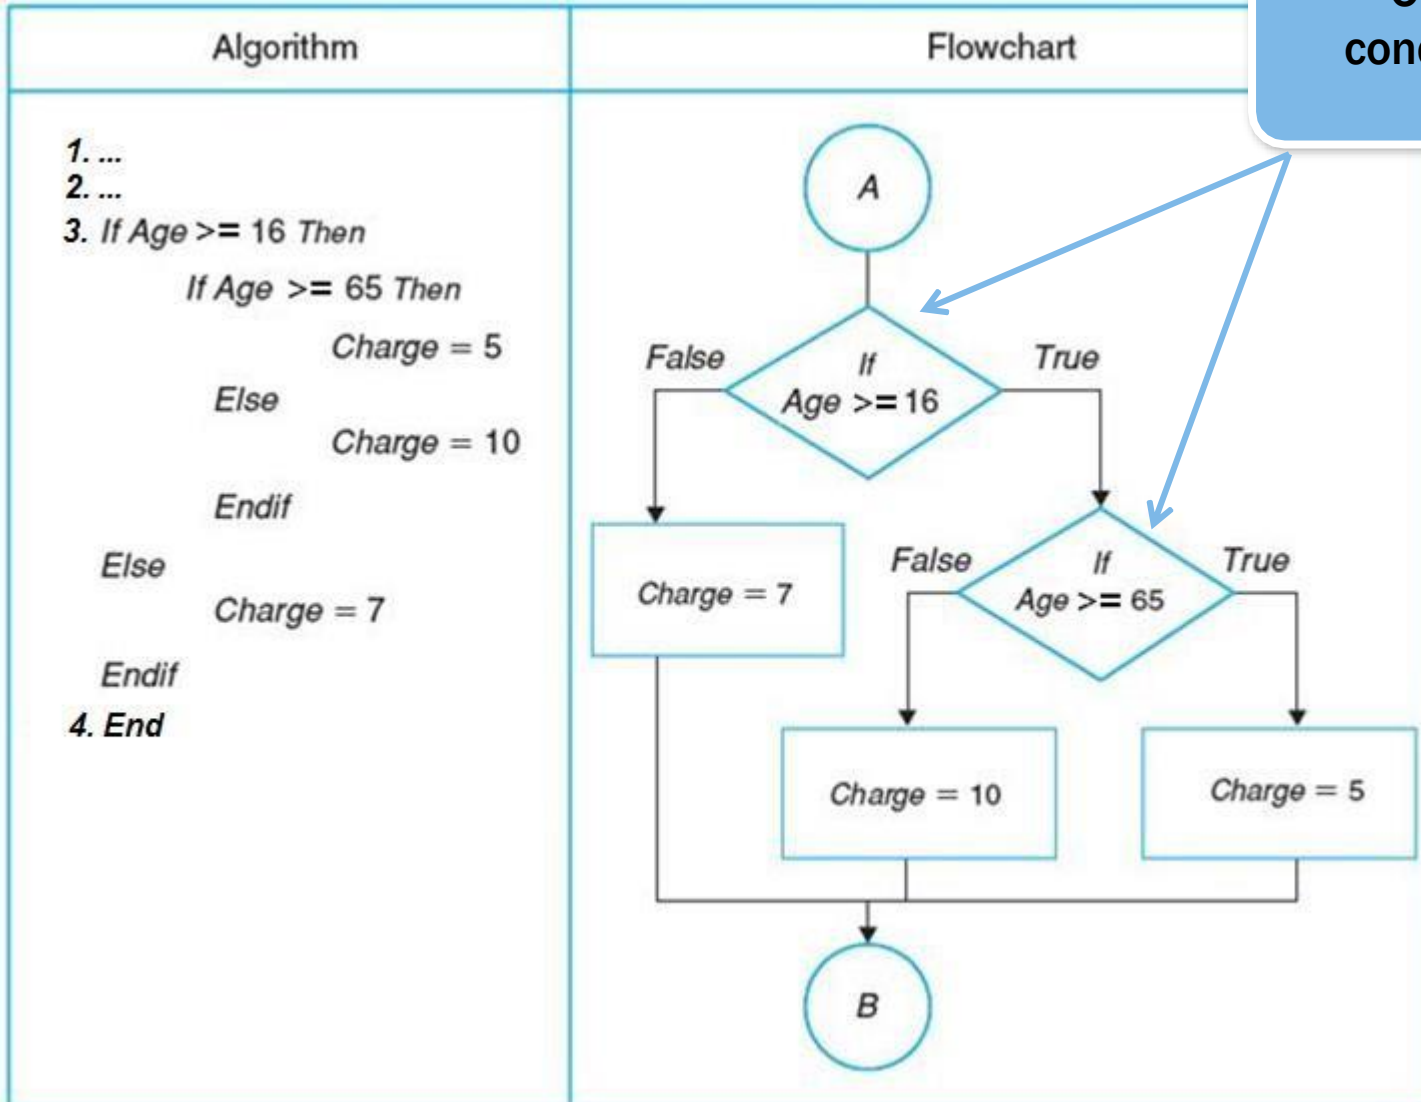 Algorithm
Flowchart
1. ...
2. ...
3. If Age >= 16 Then
If Age >= 65 Then
Charge = 5
Else
Charge = 10
Endif
Else
Charge = 7
Endif
4. End
A
False
If
Age >= 16
True
Charge = 7
False
If
Age >= 65
True
Charge = 10
Charge = 5
B